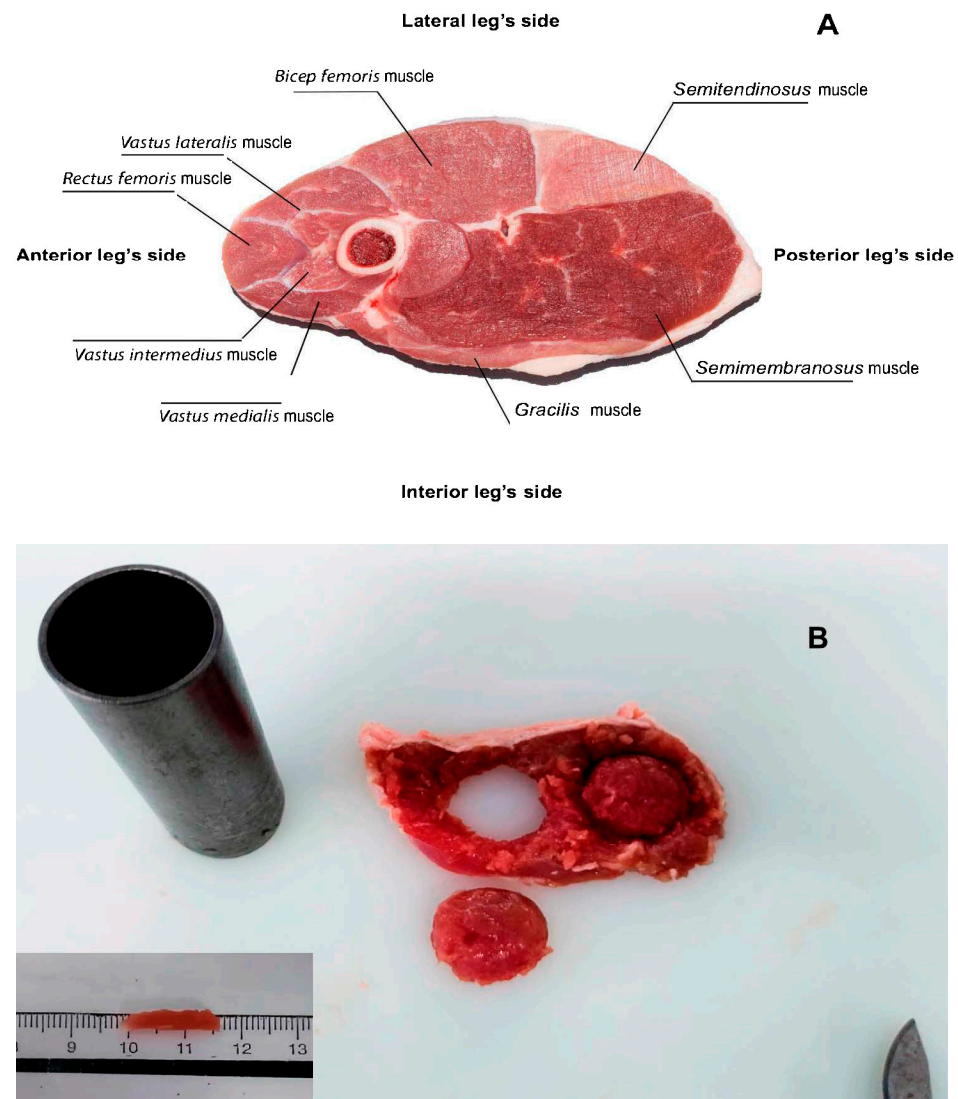 Lateral leg's side
A
Bicep femoris muscle
Semitendinosus muscle
Vastus lateralis muscle
Rectus femoris muscle
Anterior leg's side
Posterior leg's side
Vastus intermedius muscle
Semimembranosus muscle
Vastus medialis muscle
Gracilis muscle
Interior leg's side
B
9 10 11 12 13